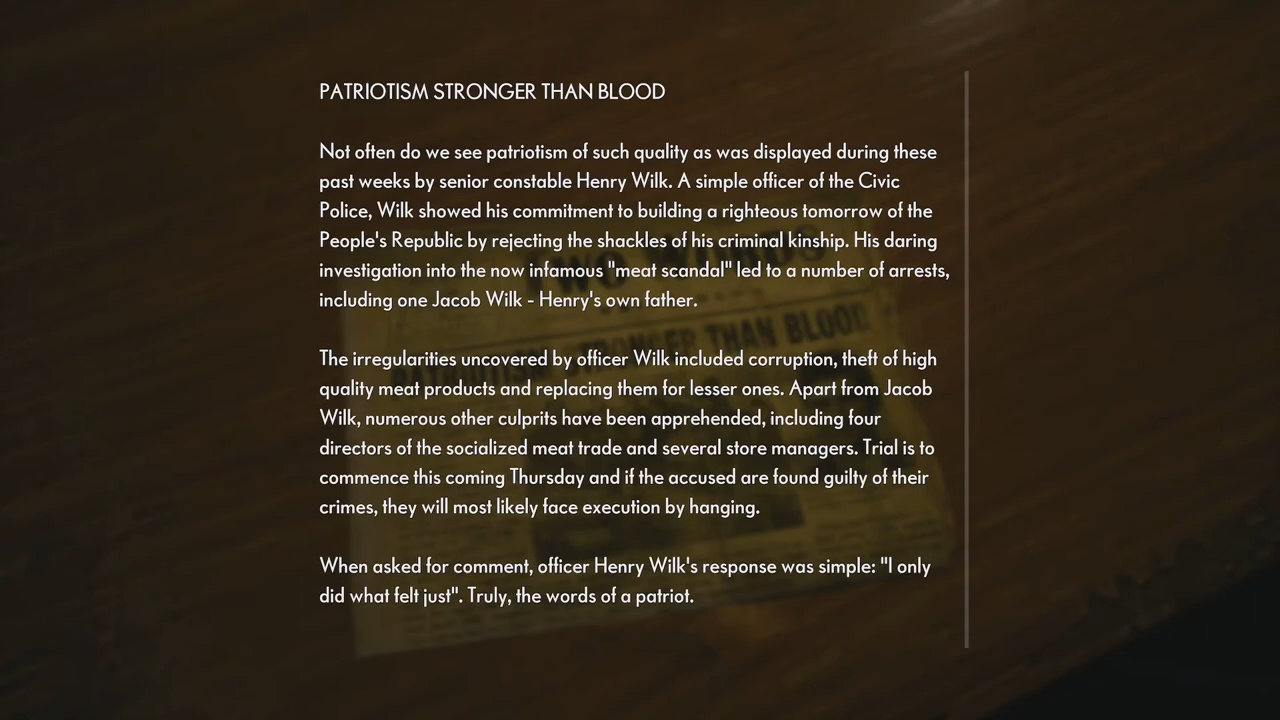 PATRIOTISM STRONGER THAN BLOOD
Not often do we see patriotism of such quality as was displayed during these
past weeks by senior constable Henry Wilk. A simple officer of the Civic
Police, Wilk showed his commitment to building a righteous tomorrow of the
People's Republic by rejecting the shackles of his criminal kinship. His daring
investigation into the now infamous "meat scandal" led to a number of arrests,
including one Jacob Wilk - Henry's own father.
The irregularities uncovered by officer Wilk included corruption, theft of high
quality meat products and replacing them for lesser ones. Apart from Jacob
Wilk, numerous other culprits have been apprehended, including four
directors of the socialized meat trade and several store managers. Trial is to
commence this coming Thursday and if the accused are found guilty of their
crimes, they will most likely face execution by hanging.
When asked for comment, officer Henry Wilk's response was simple: "I only
did what felt just". Truly, the words of a patriot.
TWO
STRONGER THAN BLOOD